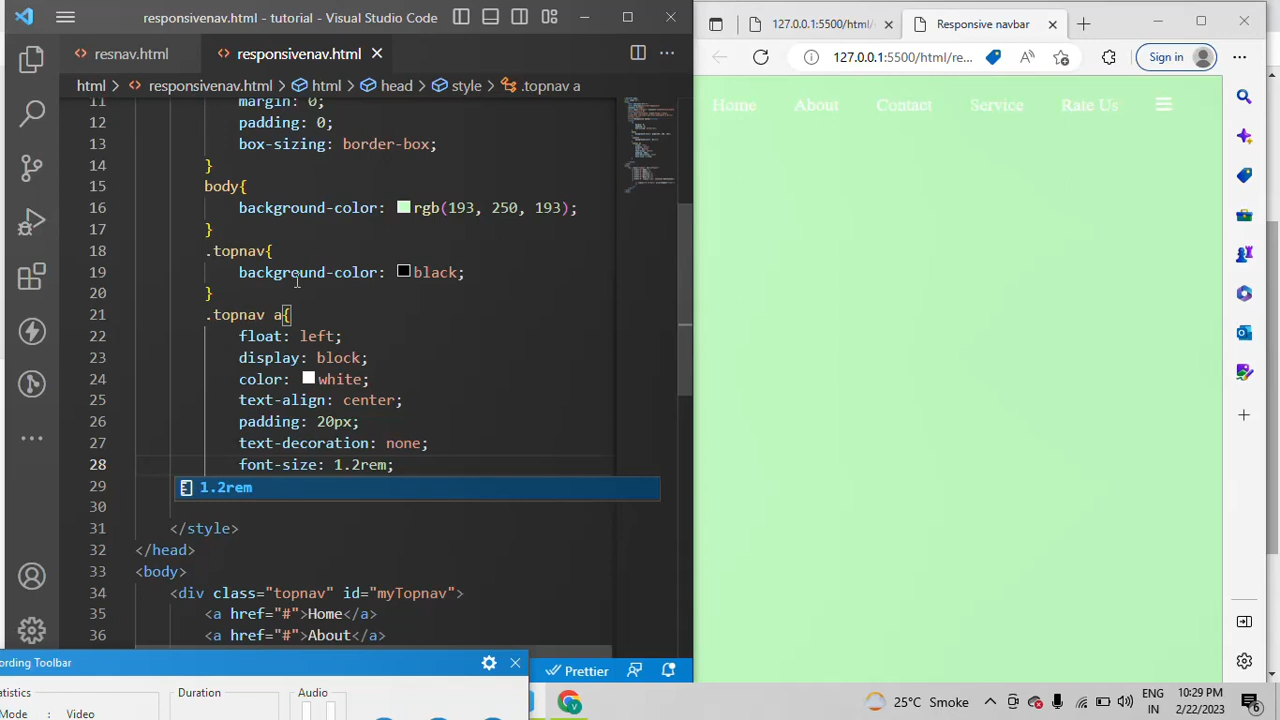 responsivenav.html - tutorial - Visual Studio Code
resnav.html
responsivenav.html
html > responsivenav.html > html > head > style > .topnav a
11 margin: 0;
12 padding: 0;
13 box-sizing: border-box;
14 }
15 body{
16 background-color: rgb(193, 250, 193);
17 }
18 .topnav{
19 background-color: black;
20 }
21 .topnav a{
22 float: left;
23 display: block;
24 color: white;
25 text-align: center;
26 padding: 20px;
27 text-decoration: none;
28 font-size: 1.2rem;
29 1.2rem
30
31 </style>
32 </head>
33 <body>
34 <div class="topnav" id="myTopnav">
35 <a href="#">Home</a>
36 <a href="#">About</a>
Prettier
ording Toolbar
tatistics
Duration
Audio
Mode : Video
127.0.0.1:5500/html/
Responsive navbar
127.0.0.1:5500/html/re...
Sign in
Home About Contact Service Rate Us
25°C Smoke
ENG
IN
10:29 PM
2/22/2023
6